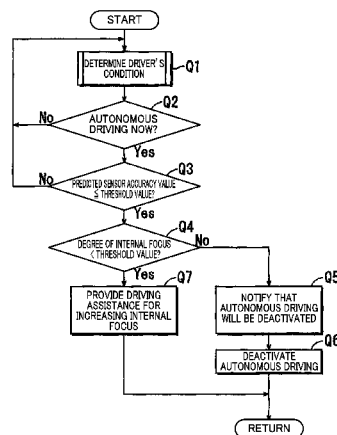 START
DETERMINE DRIVER'S
CONDITION
Q1
Q2
AUTONOMOUS
DRIVING NOW?
No
Yes
Q3
PREDICTED SENSOR ACCURACY VALUE
≦ THRESHOLD VALUE?
No
Yes
Q4
DEGREE OF INTERNAL FOCUS
< THRESHOLD VALUE?
No
Yes
Q7
PROVIDE DRIVING
ASSISTANCE FOR
INCREASING INTERNAL
FOCUS
Q5
NOTIFY THAT
AUTONOMOUS DRIVING
WILL BE DEACTIVATED
Q6
DEACTIVATE
AUTONOMOUS DRIVING
RETURN